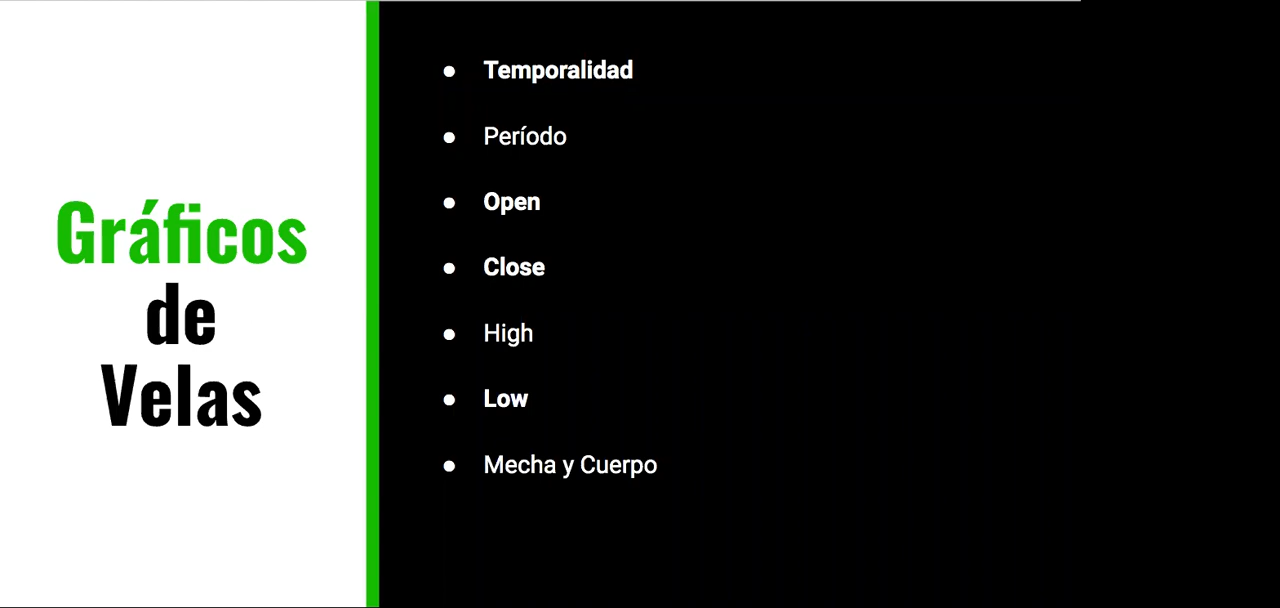 Gráficos
de
Velas
● Temporalidad
● Período
● Open
● Close
● High
● Low
● Mecha y Cuerpo